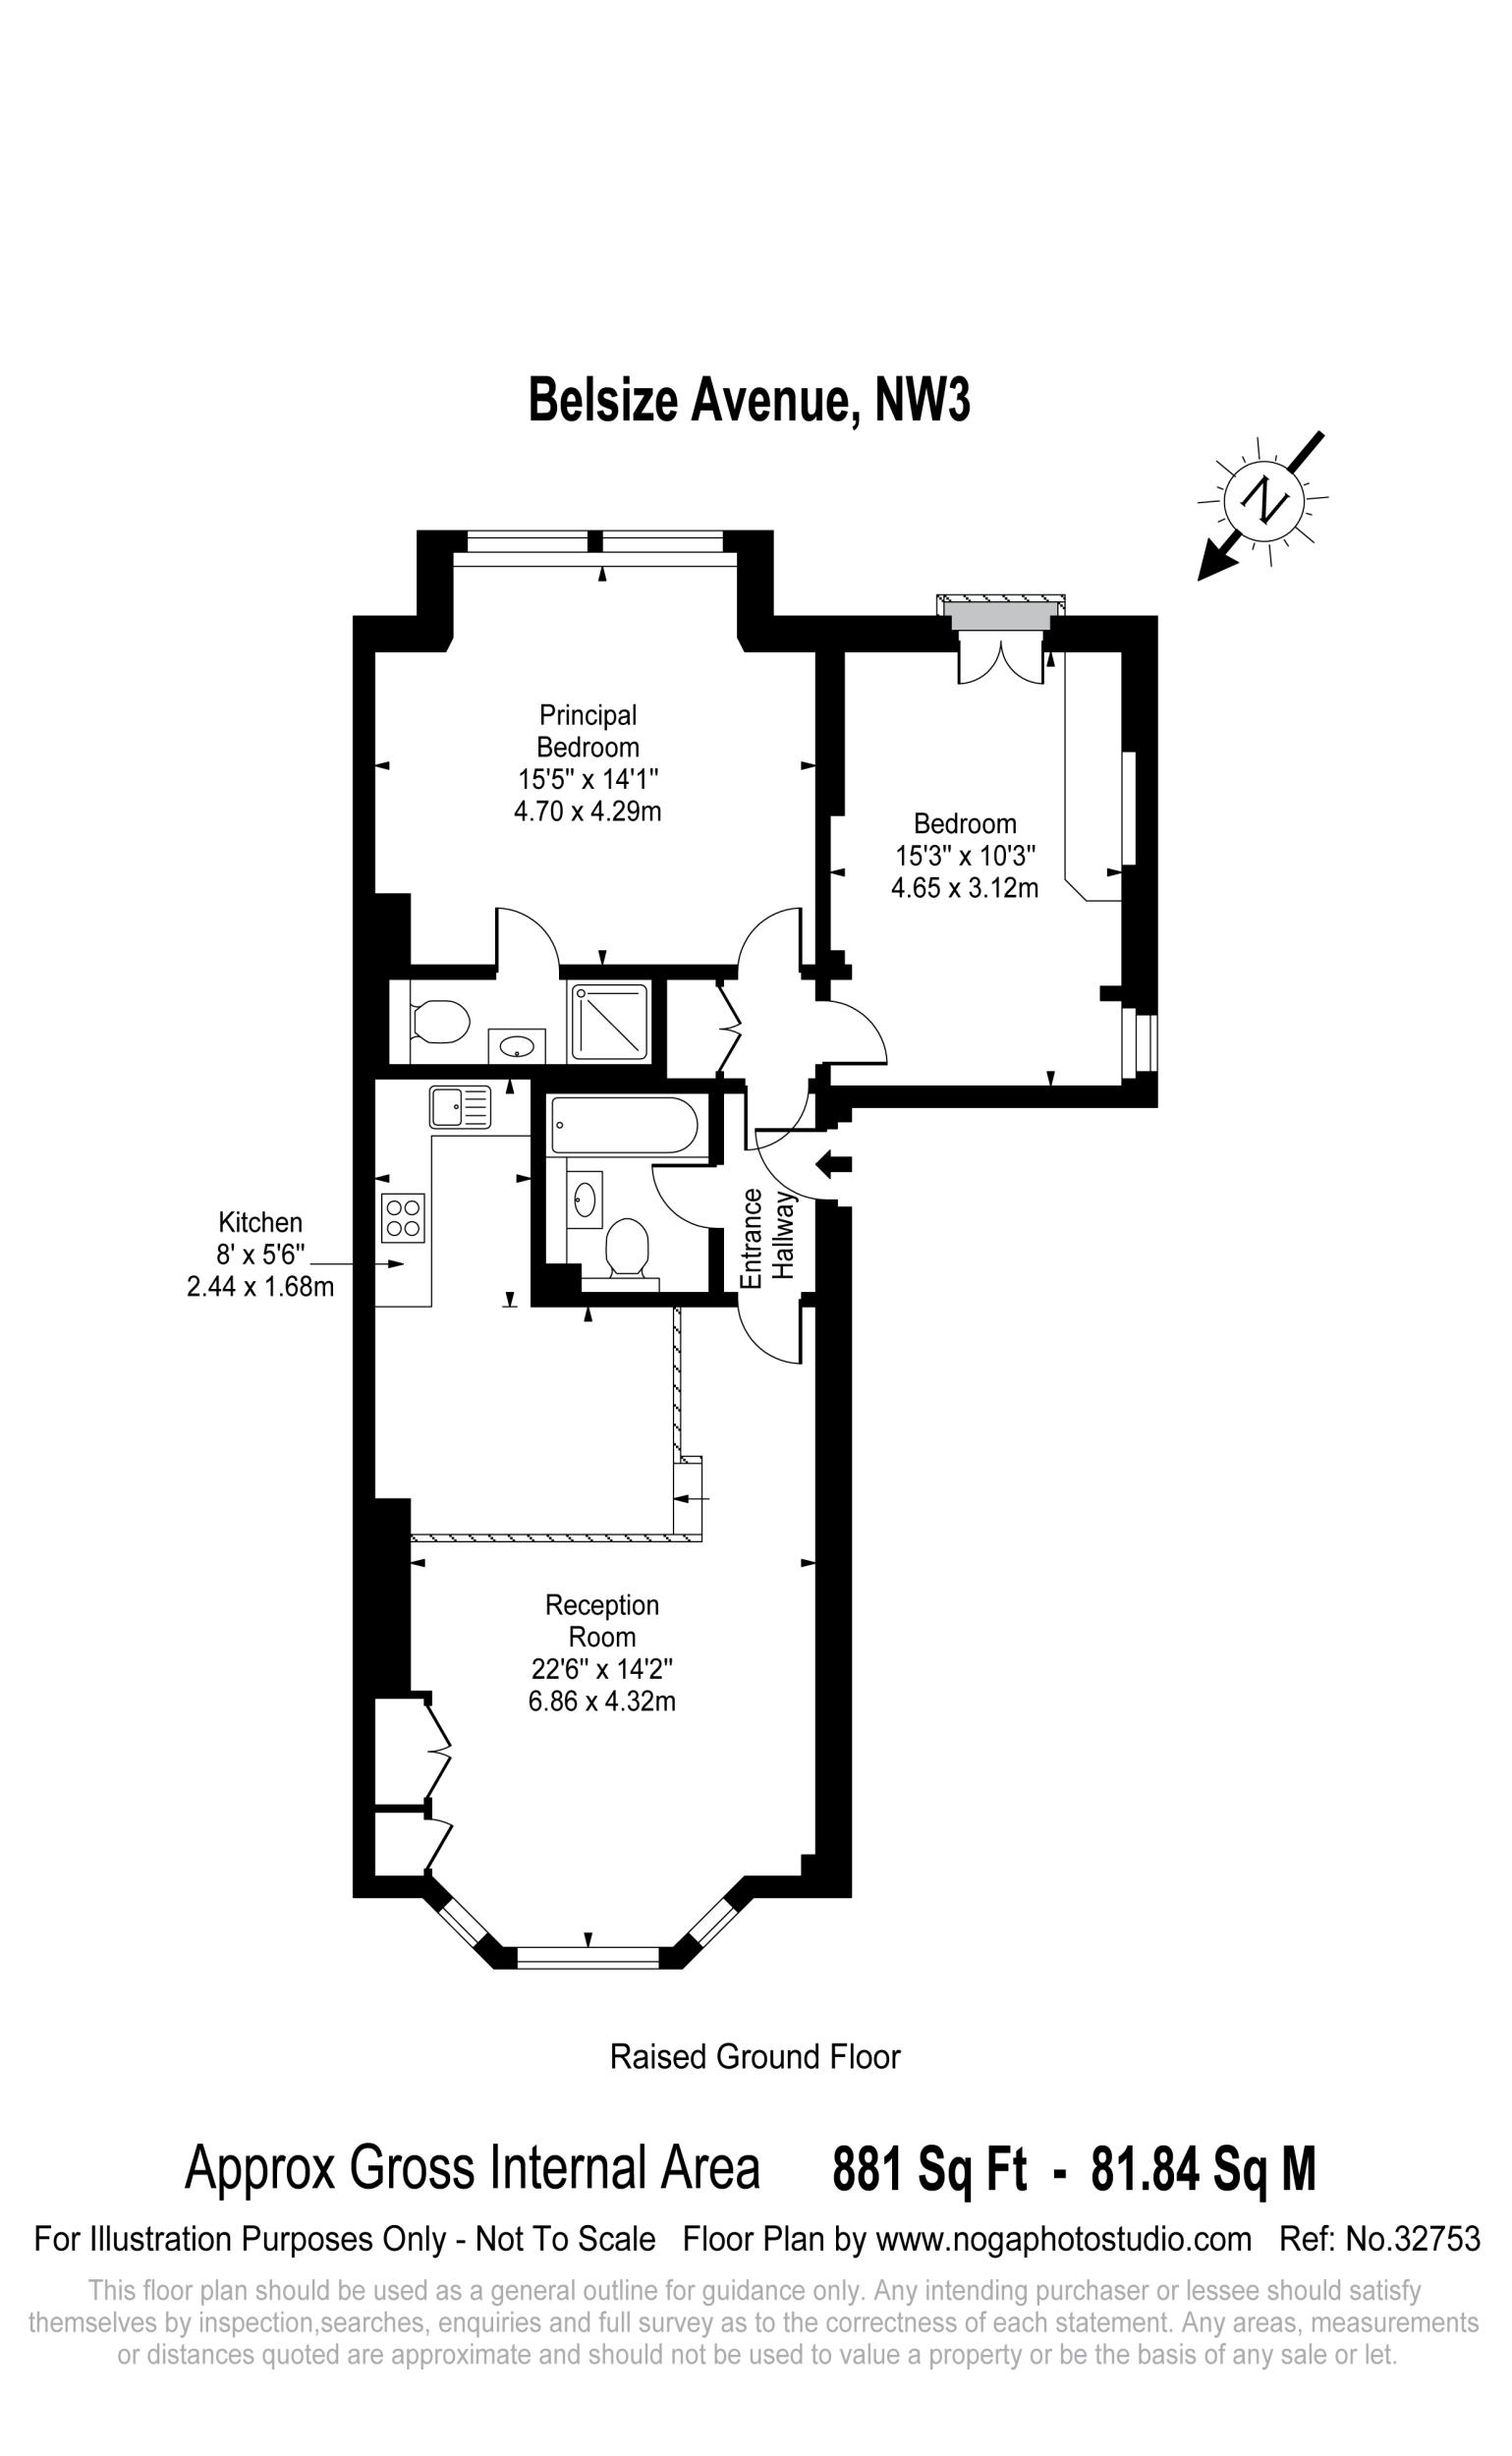 Belsize Avenue, NW3
N
Principal
Bedroom
15'5" x 14'1"
4.70 x 4.29m
Bedroom
15'3" x 10'3"
4.65 x 3.12m
Kitchen
8' x 5'6"
2.44 x 1.68m
Entrance
Hallway
Reception
Room
22'6" x 14'2"
6.86 x 4.32m
Raised Ground Floor
Approx Gross Internal Area 881 Sq Ft - 81.84 Sq M
For Illustration Purposes Only - Not To Scale Floor Plan by www.nogaphotostudio.com Ref: No.32753
This floor plan should be used as a general outline for guidance only. Any intending purchaser or lessee should satisfy
themselves by inspection,searches, enquiries and full survey as to the correctness of each statement. Any areas, measurements
or distances quoted are approximate and should not be used to value a property or be the basis of any sale or let.